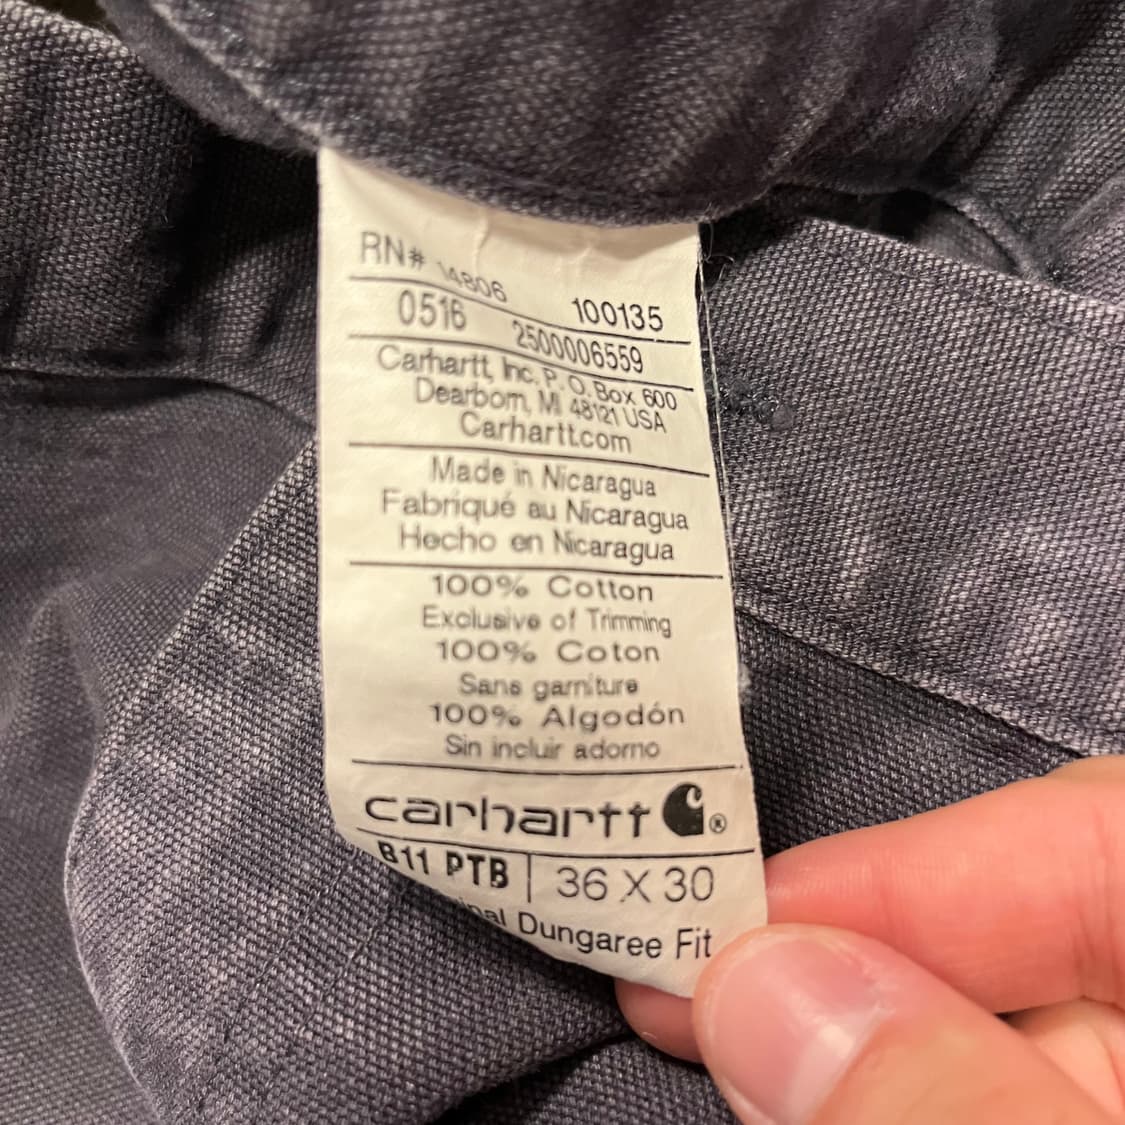 RN# 14806 100135
0516 2500006559
Carhartt, Inc. P.O. Box 600
Dearborn, MI 48121 USA
Carhartt.com
Made in Nicaragua
Fabriqué au Nicaragua
Hecho en Nicaragua
100% Cotton
Exclusive of Trimming
100% Coton
Sans garniture
100% Algodón
Sin incluir adorno
carhartt ®
B11 PTB 36 X 30
Dungaree Fit